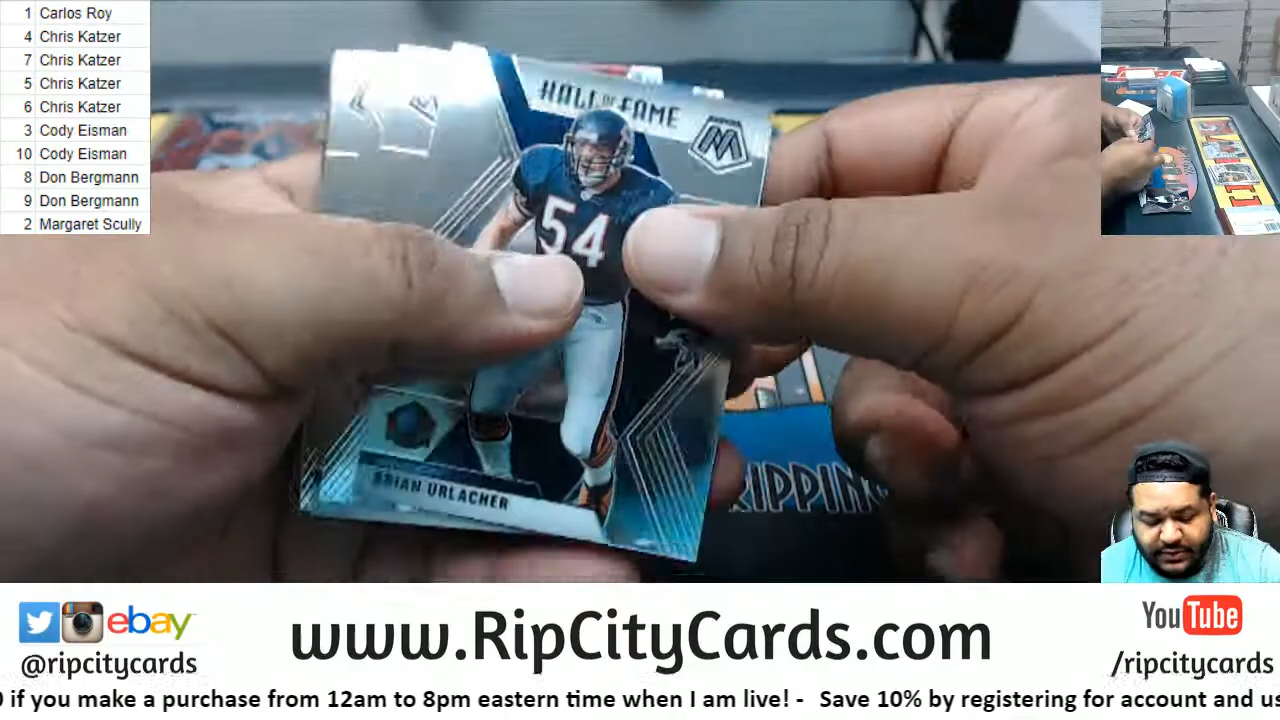 1 Carlos Roy
4 Chris Katzer
7 Chris Katzer
5 Chris Katzer
6 Chris Katzer
3 Cody Eisman
10 Cody Eisman
8 Don Bergmann
9 Don Bergmann
2 Margaret Scully
HALL OF FAME
M
54
BRIAN URLACHER
RIPPIN
ebay
@ripcitycards
www.RipCityCards.com
YouTube
/ripcitycards
if you make a purchase from 12am to 8pm eastern time when I am live! - Save 10% by registering for account and us